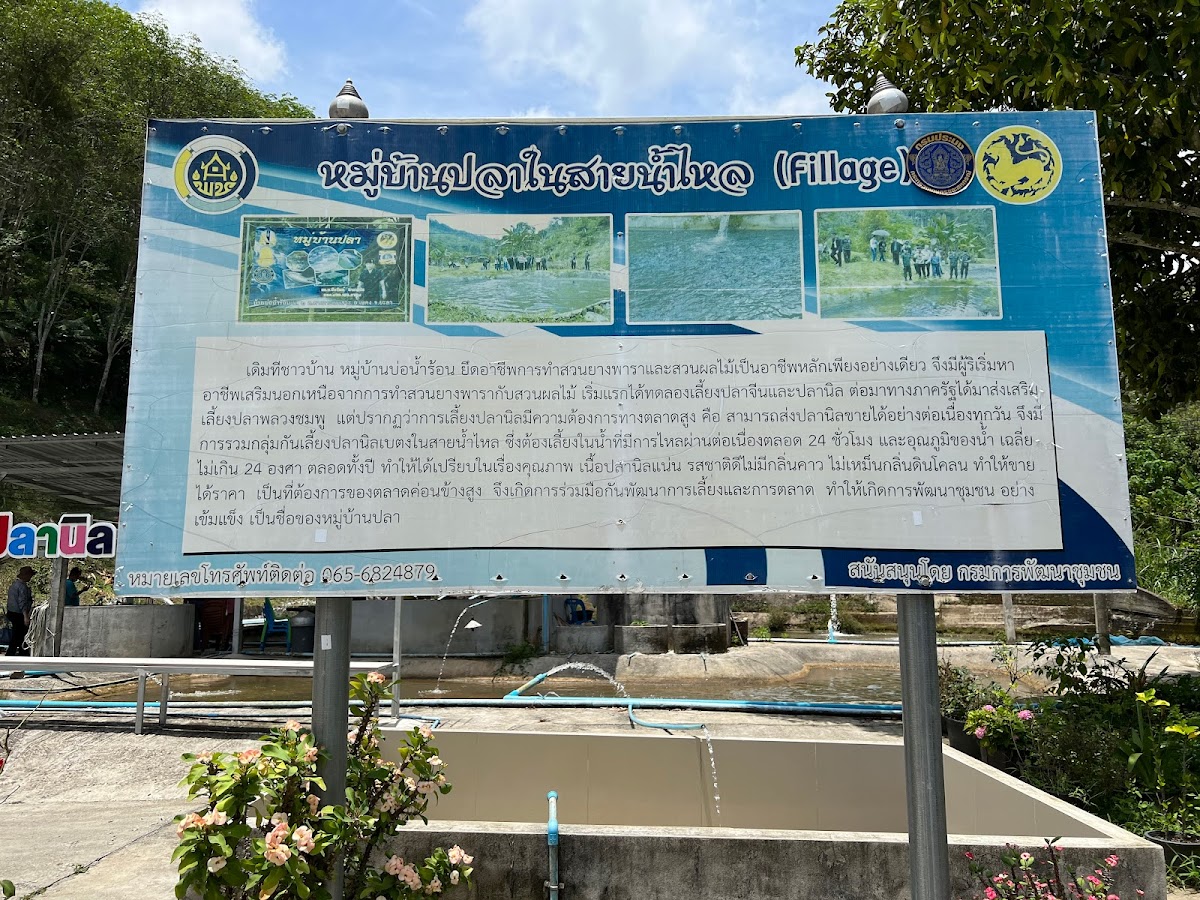 หมู่บ้านปลาในสายน้ำไหล (Fillage)
พช
กรมประมง
หมู่บ้านปลา
เดิมทีชาวบ้าน หมู่บ้านบ่อน้ำร้อน ยึดอาชีพการทำสวนยางพาราและสวนผลไม้เป็นอาชีพหลักเพียงอย่างเดียว จึงมีผู้ริเริ่มหา
อาชีพเสริมนอกเหนือจากการทำสวนยางพารากับสวนผลไม้ เริ่มแรกได้ทดลองเลี้ยงปลาจีนและปลานิล ต่อมาทางภาครัฐได้มาส่งเสริม
เลี้ยงปลาพลวงชมพู แต่ปรากฏว่าการเลี้ยงปลานิลมีความต้องการทางตลาดสูง คือ สามารถส่งปลานิลขายได้อย่างต่อเนื่องทุกวัน จึงมี
การรวมกลุ่มกันเลี้ยงปลานิลเบตงในสายน้ำไหล ซึ่งต้องเลี้ยงในน้ำที่มีการไหลผ่านต่อเนื่องตลอด 24 ชั่วโมง และอุณภูมิของน้ำ เฉลี่ย
ไม่เกิน 24 องศา ตลอดทั้งปี ทำให้ได้เปรียบในเรื่องคุณภาพ เนื้อปลานิลแน่น รสชาติดีไม่มีกลิ่นคาว ไม่เหม็นกลิ่นดินโคลน ทำให้ขาย
ได้ราคา เป็นที่ต้องการของตลาดค่อนข้างสูง จึงเกิดการร่วมมือกันพัฒนาการเลี้ยงและการตลาด ทำให้เกิดการพัฒนาชุมชน อย่าง
เข้มแข็ง เป็นชื่อของหมู่บ้านปลา
ปลานิล
หมายเลขโทรศัพท์ติดต่อ 065-6824879
สนับสนุนโดย กรมการพัฒนาชุมชน